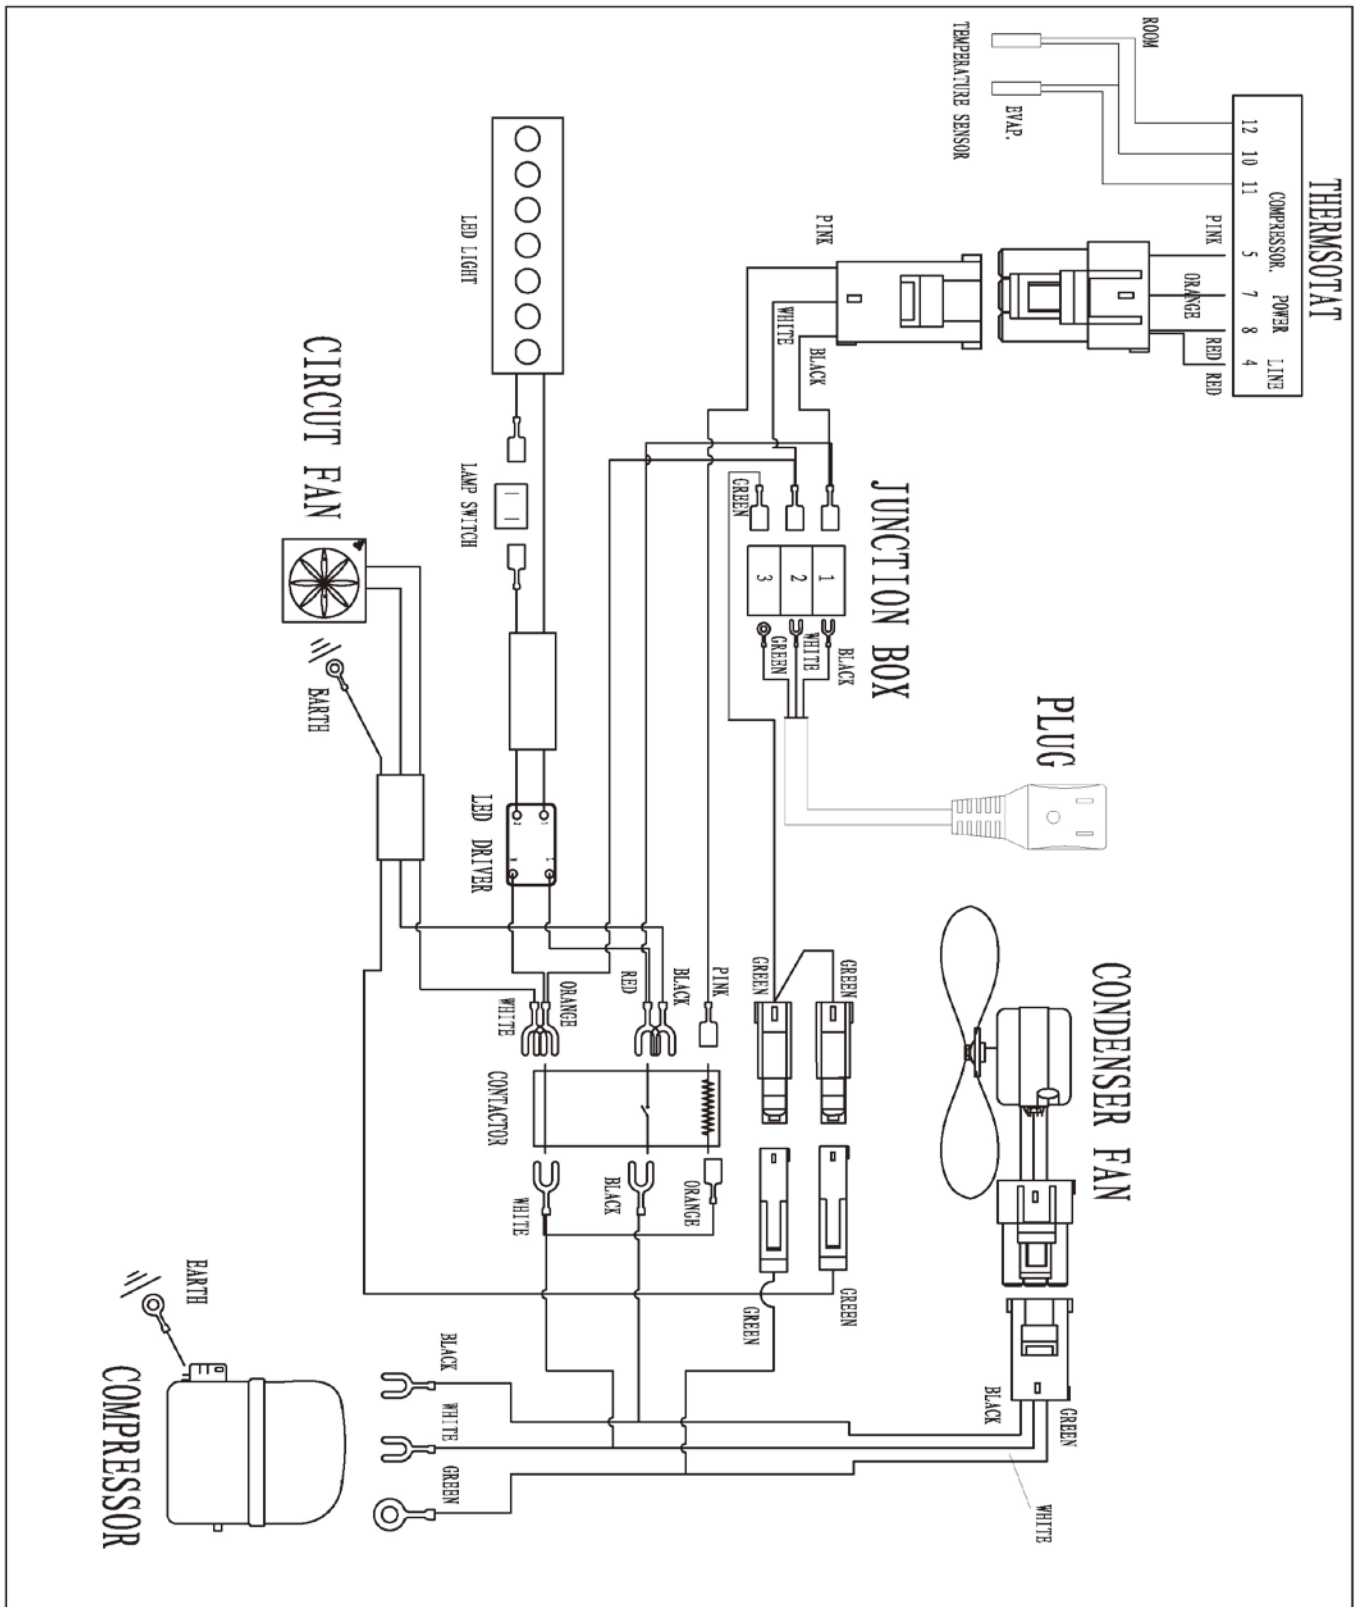 THERMSOTAT
COMPRESSOR. POWER LINE
12 10 11 5 7 8 4
PINK
ORANGE
RED
RED
ROOM
EVAP.
TEMPERATURE SENSOR
PINK
WHITE
BLACK
LED LIGHT
LAMP SWITCH
LED DRIVER
CIRCUT FAN
EARTH
JUNCTION BOX
GREEN
1
2
3
BLACK
WHITE
GREEN
PLUG
CONDENSER FAN
GREEN
GREEN
PINK
BLACK
RED
ORANGE
WHITE
CONTACTOR
ORANGE
BLACK
WHITE
GREEN
GREEN
BLACK
GREEN
WHITE
BLACK
WHITE
GREEN
EARTH
COMPRESSOR